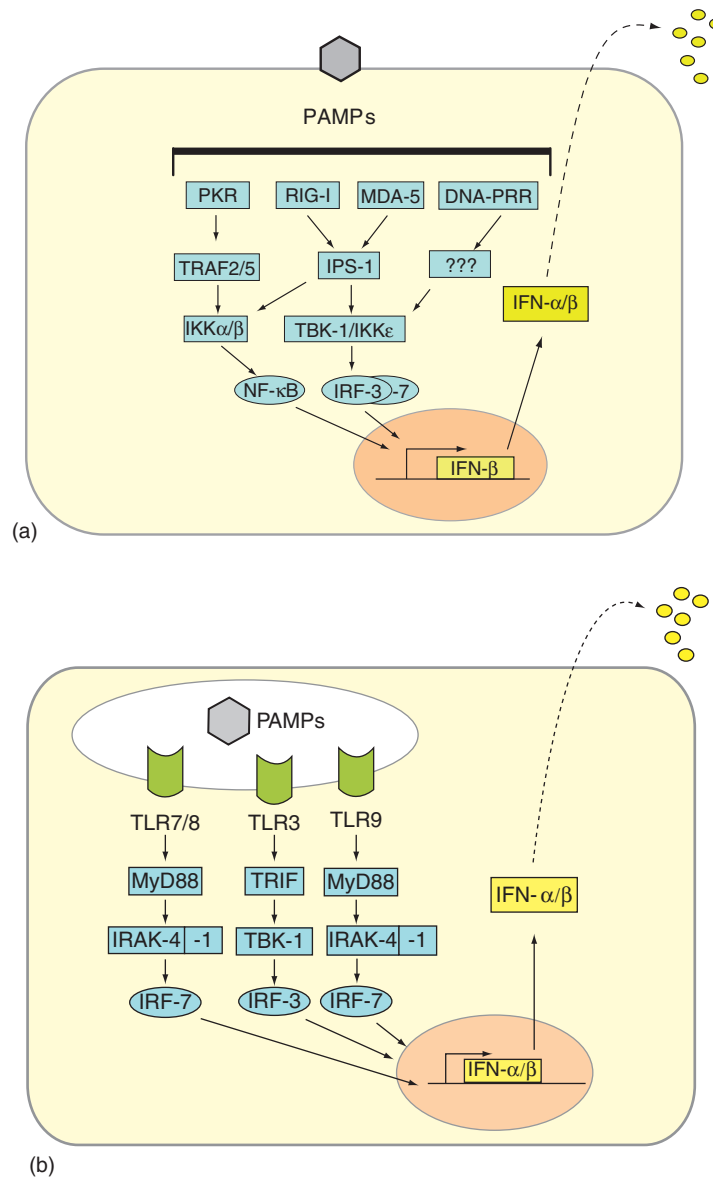 PAMPs
PKR RIG-I MDA-5 DNA-PRR
TRAF2/5 IPS-1 ???
IFN-α/β
IKKα/β TBK-1/IKKε
NF-κB IRF-3 -7
IFN-β
(a)
PAMPs
TLR7/8 TLR3 TLR9
MyD88 TRIF MyD88
IFN- α/β
IRAK-4 -1 TBK-1 IRAK-4 -1
IRF-7 IRF-3 IRF-7
IFN-α/β
(b)